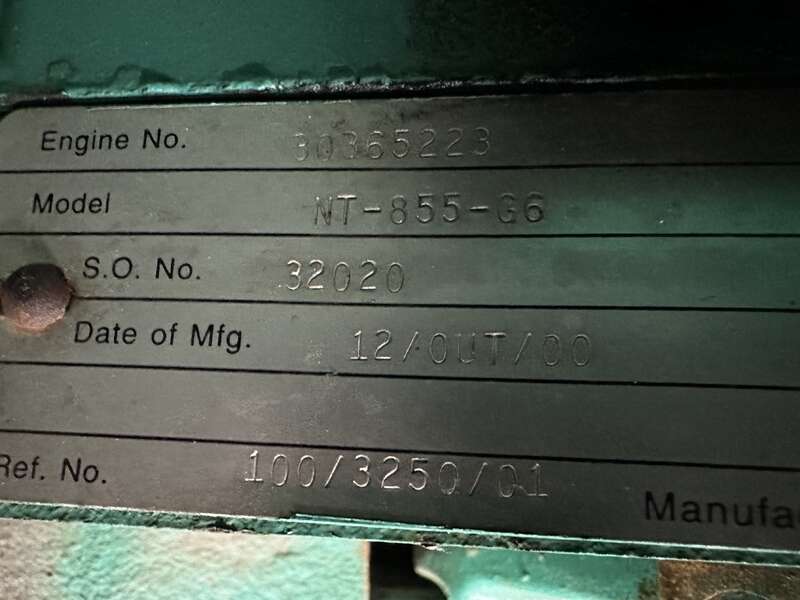 Engine No. 30365223
Model NT-855-G6
S.O. No. 32020
Date of Mfg. 12/OUT/00
Ref. No. 100/3250/01
Manufa